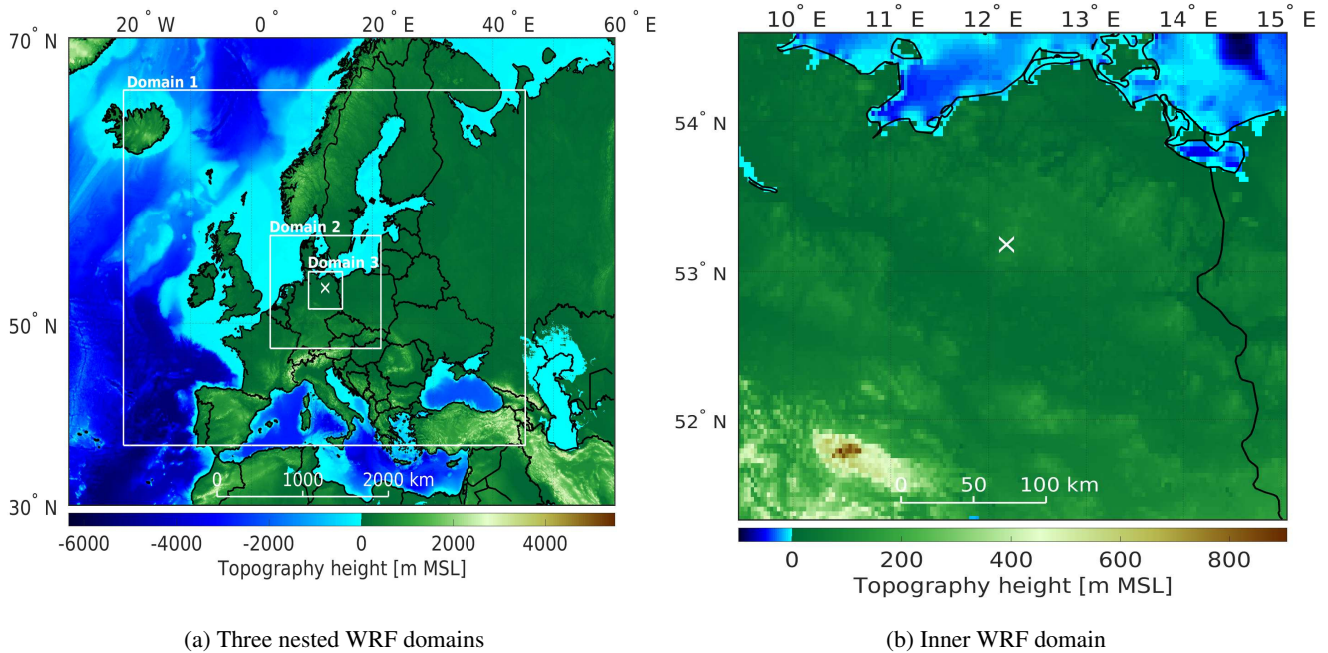 20° W 0° 20° E 40° E 60° E
70° N
50° N
30° N
Domain 1
Domain 2
Domain 3
0 1000 2000 km
-6000 -4000 -2000 0 2000 4000
Topography height [m MSL]
(a) Three nested WRF domains
10° E 11° E 12° E 13° E 14° E 15° E
54° N
53° N
52° N
0 50 100 km
0 200 400 600 800
Topography height [m MSL]
(b) Inner WRF domain